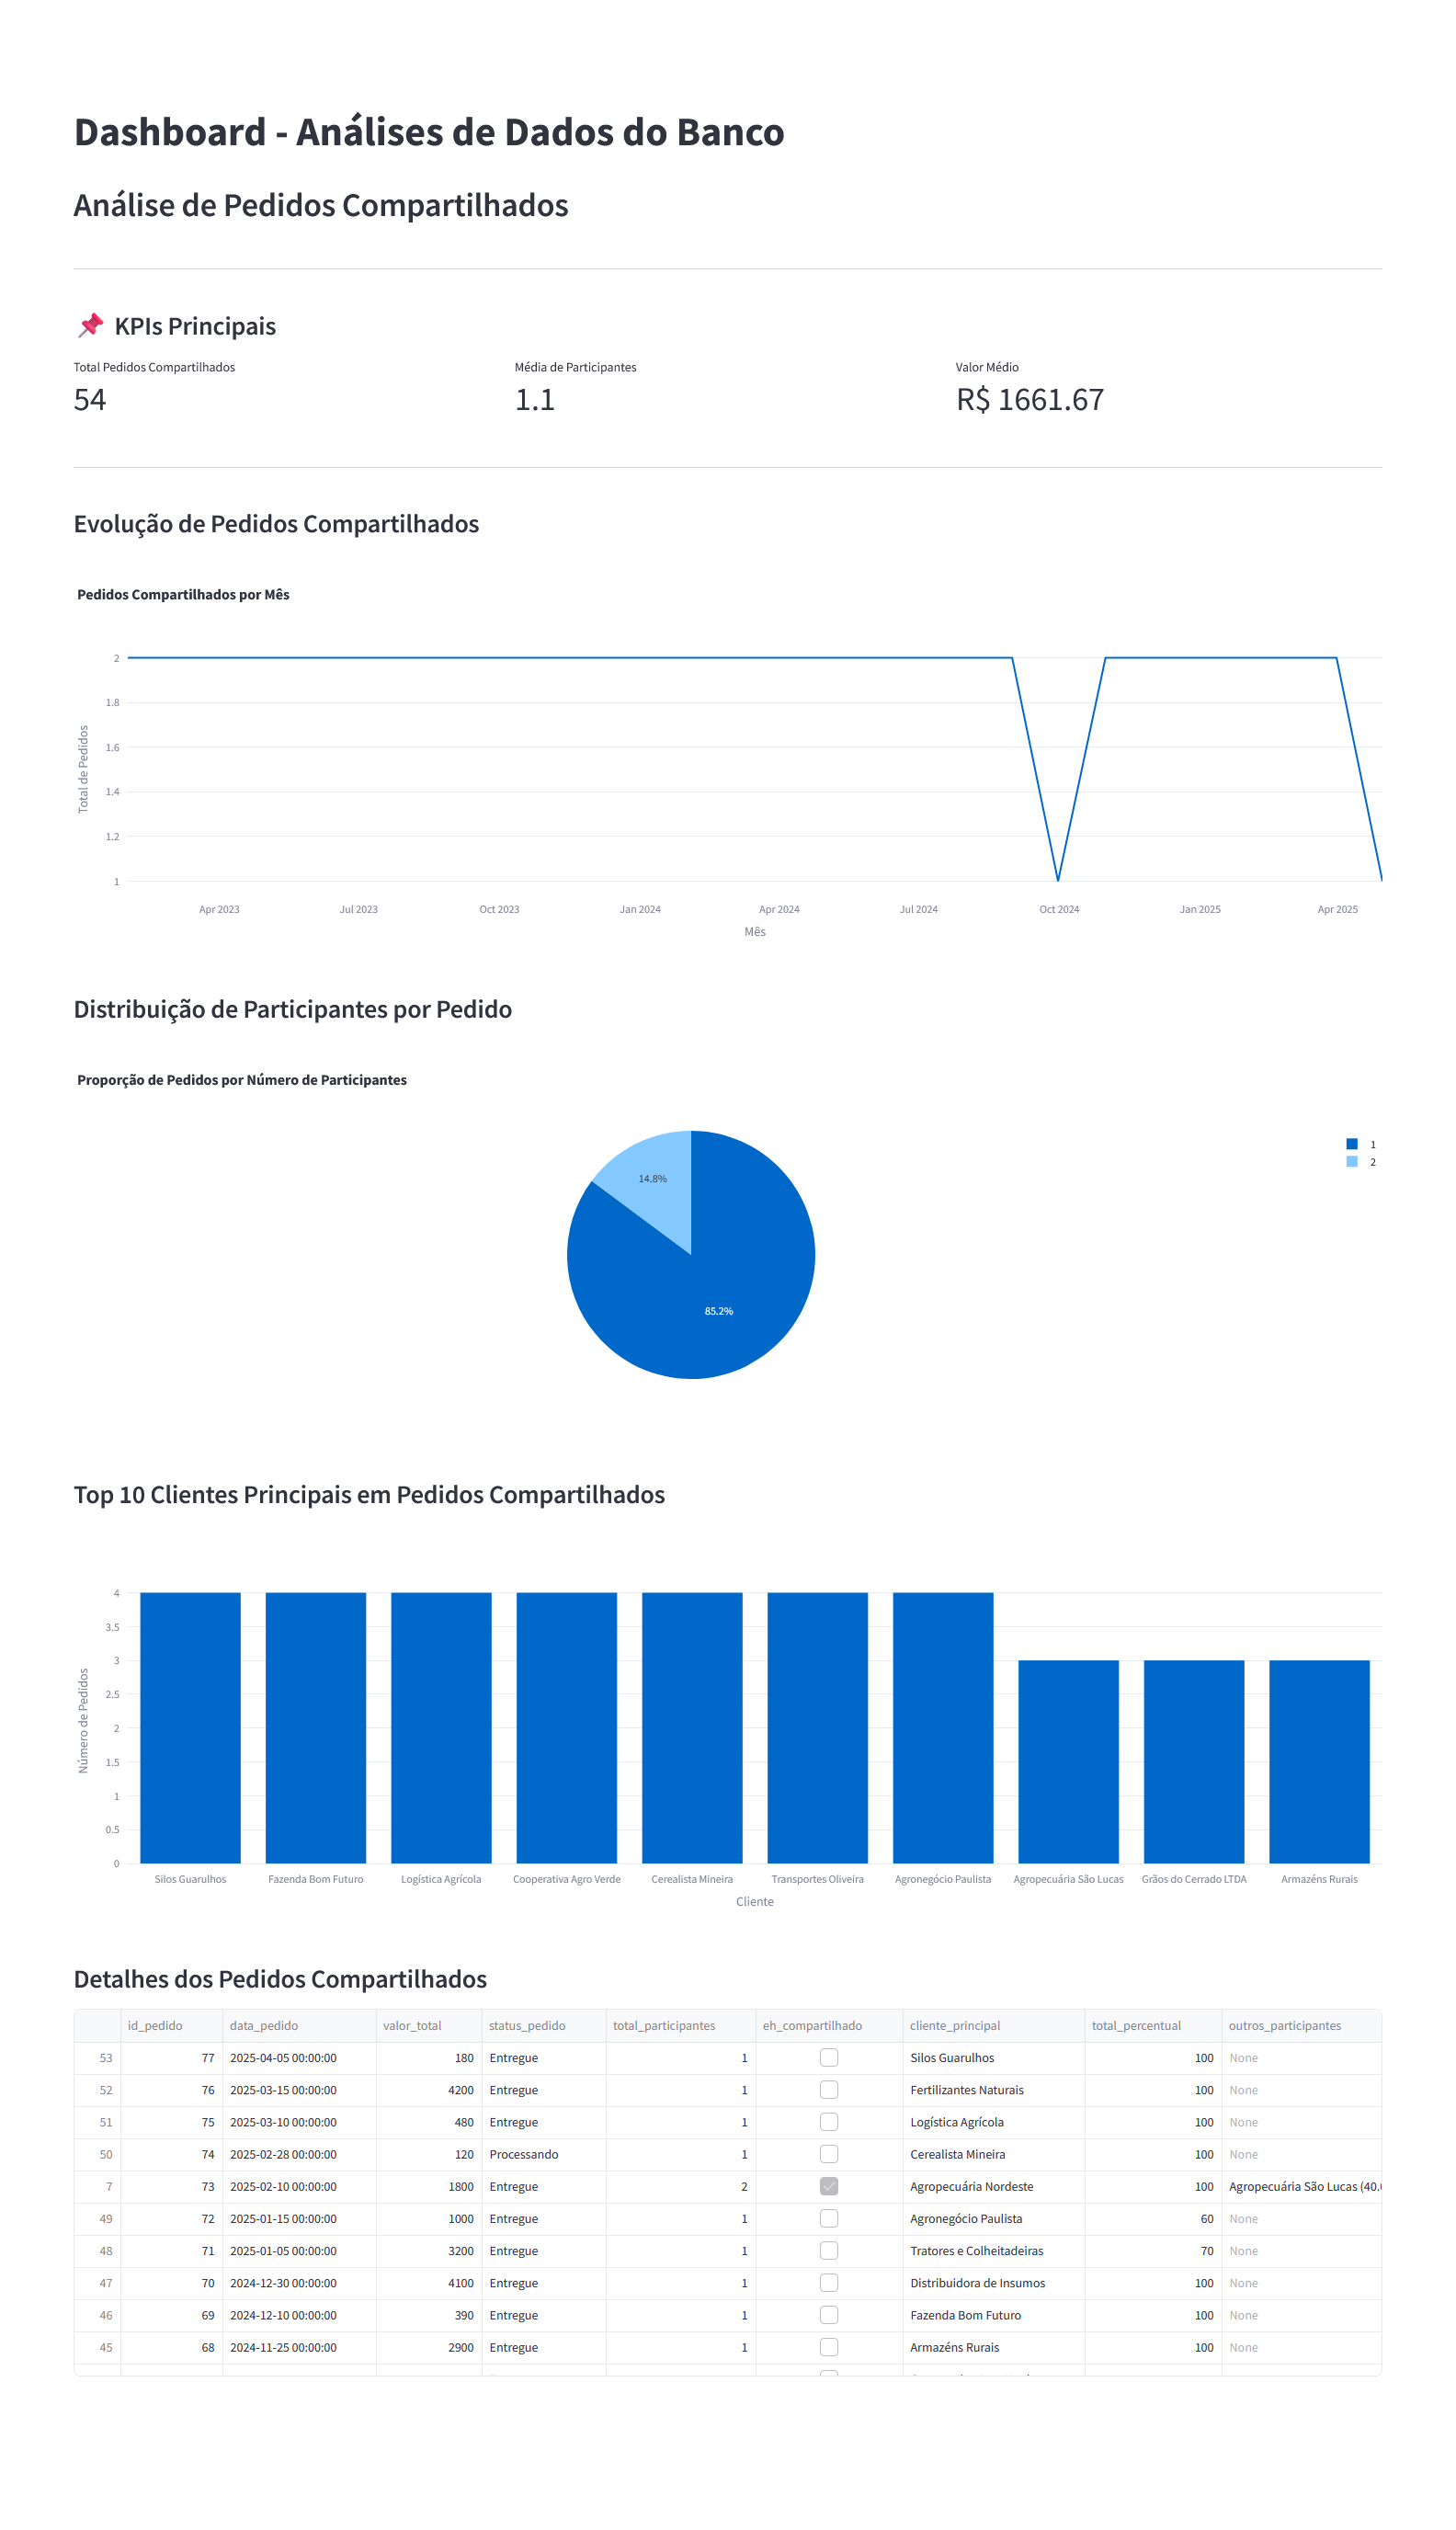 Dashboard - Análises de Dados do Banco
Análise de Pedidos Compartilhados
📌 KPIs Principais
Total Pedidos Compartilhados Média de Participantes Valor Médio
54 1.1 R$ 1661.67
Evolução de Pedidos Compartilhados
Pedidos Compartilhados por Mês
2
1.8
1.6
1.4
1.2
1
Total de Pedidos
Apr 2023 Jul 2023 Oct 2023 Jan 2024 Apr 2024 Jul 2024 Oct 2024 Jan 2025 Apr 2025
Mês
Distribuição de Participantes por Pedido
Proporção de Pedidos por Número de Participantes
1
2
14.8%
85.2%
Top 10 Clientes Principais em Pedidos Compartilhados
4
3.5
3
2.5
2
1.5
1
0.5
0
Número de Pedidos
Silos Guarulhos Fazenda Bom Futuro Logística Agrícola Cooperativa Agro Verde Cerealista Mineira Transportes Oliveira Agronegócio Paulista Agropecuária São Lucas Grãos do Cerrado LTDA Armazéns Rurais
Cliente
Detalhes dos Pedidos Compartilhados
id_pedido data_pedido valor_total status_pedido total_participantes eh_compartilhado cliente_principal total_percentual outros_participantes
53 77 2025-04-05 00:00:00 180 Entregue 1 Silos Guarulhos 100 None
52 76 2025-03-15 00:00:00 4200 Entregue 1 Fertilizantes Naturais 100 None
51 75 2025-03-10 00:00:00 480 Entregue 1 Logística Agrícola 100 None
50 74 2025-02-28 00:00:00 120 Processando 1 Cerealista Mineira 100 None
7 73 2025-02-10 00:00:00 1800 Entregue 2 Agropecuária Nordeste 100 Agropecuária São Lucas (40.
49 72 2025-01-15 00:00:00 1000 Entregue 1 Agronegócio Paulista 60 None
48 71 2025-01-05 00:00:00 3200 Entregue 1 Tratores e Colheitadeiras 70 None
47 70 2024-12-30 00:00:00 4100 Entregue 1 Distribuidora de Insumos 100 None
46 69 2024-12-10 00:00:00 390 Entregue 1 Fazenda Bom Futuro 100 None
45 68 2024-11-25 00:00:00 2900 Entregue 1 Armazéns Rurais 100 None